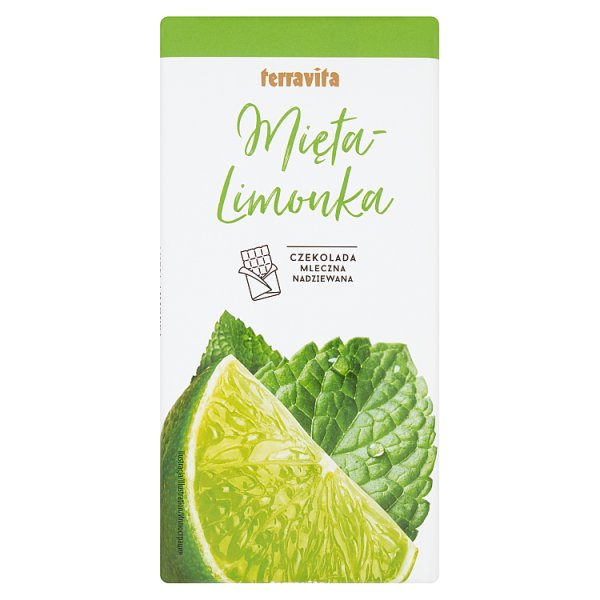 terravita
Mięta-
Limonka
CZEKOLADA
MLECZNA
NADZIEWANA